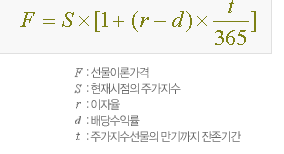 F = S×[1 + (r − d)× t/365]
F : 선물이론가격
S : 현재시점의 주가지수
r : 이자율
d : 배당수익률
t : 주가지수선물의 만기까지 잔존기간